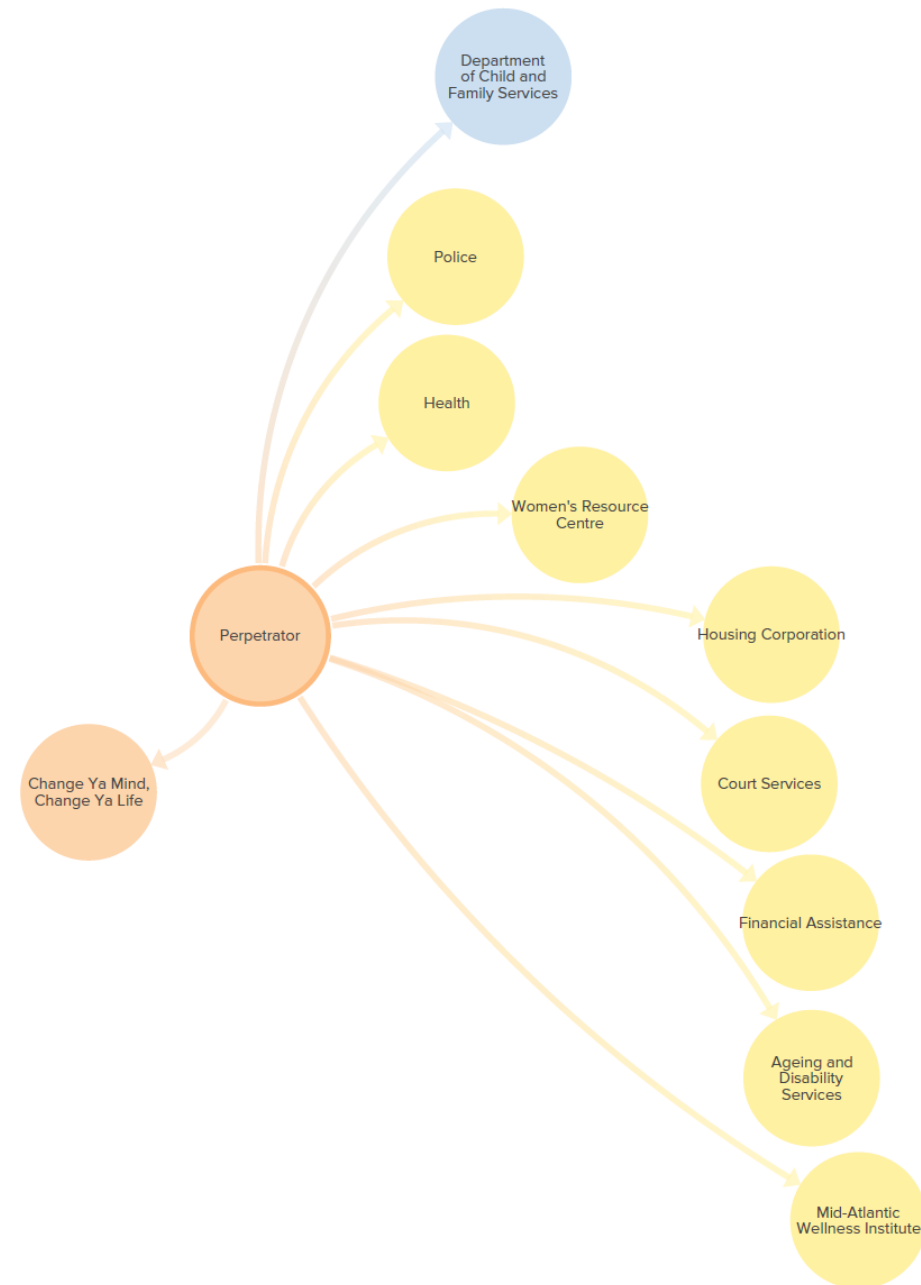 Department
of Child and
Family Services
Police
Health
Women's Resource
Centre
Perpetrator
Housing Corporation
Change Ya Mind,
Change Ya Life
Court Services
Financial Assistance
Ageing and
Disability
Services
Mid-Atlantic
Wellness Institute